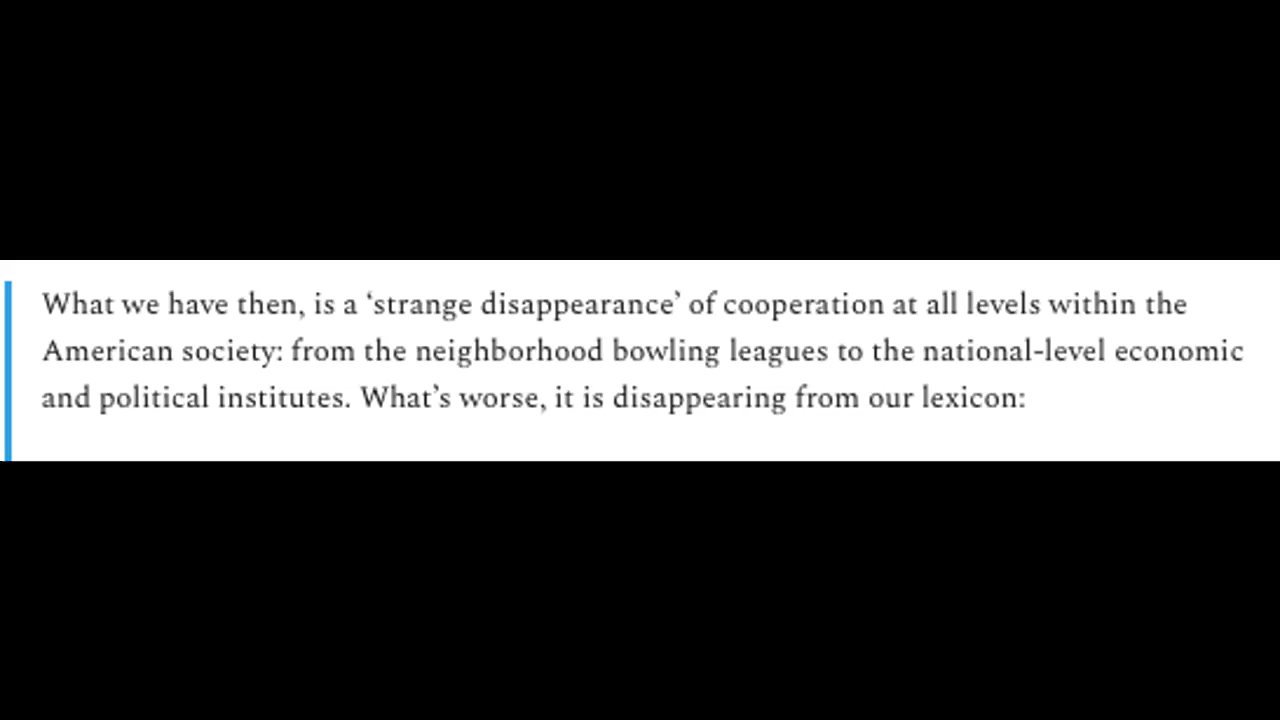 What we have then, is a ‘strange disappearance’ of cooperation at all levels within the
American society: from the neighborhood bowling leagues to the national-level economic
and political institutes. What’s worse, it is disappearing from our lexicon: